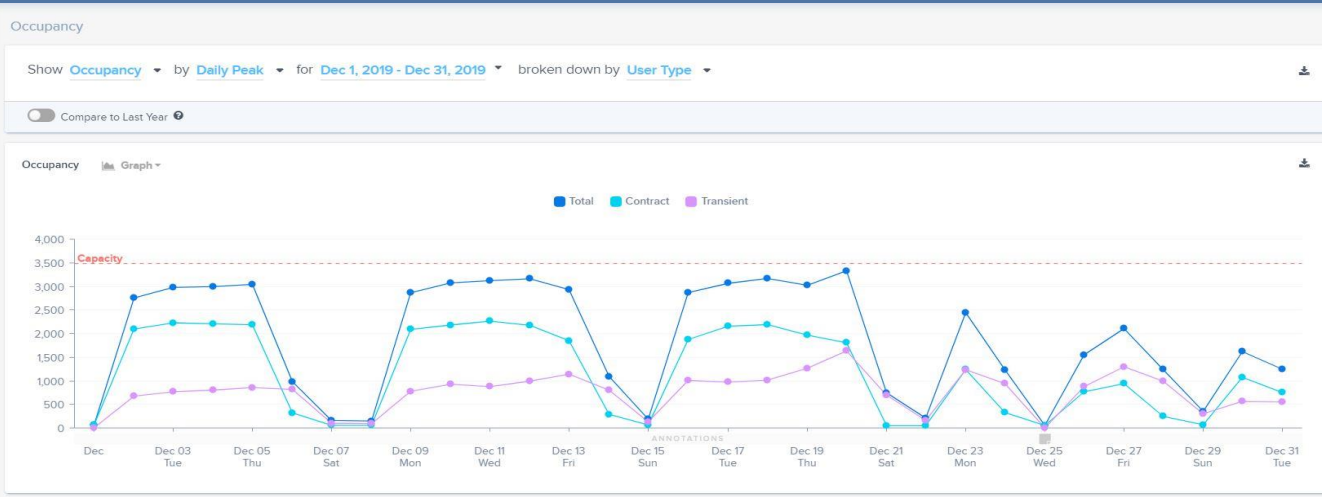 Occupancy
Show Occupancy by Daily Peak for Dec 1, 2019 - Dec 31, 2019 broken down by User Type
Compare to Last Year ?
Occupancy Graph
Total Contract Transient
4,000
3,500
Capacity
3,000
2,500
2,000
1,500
1,000
500
0
ANNOTATIONS
Dec Dec 03 Dec 05 Dec 07 Dec 09 Dec 11 Dec 13 Dec 15 Dec 17 Dec 19 Dec 21 Dec 23 Dec 25 Dec 27 Dec 29 Dec 31
Tue Thu Sat Mon Wed Fri Sun Tue Thu Sat Mon Wed Fri Sun Tue